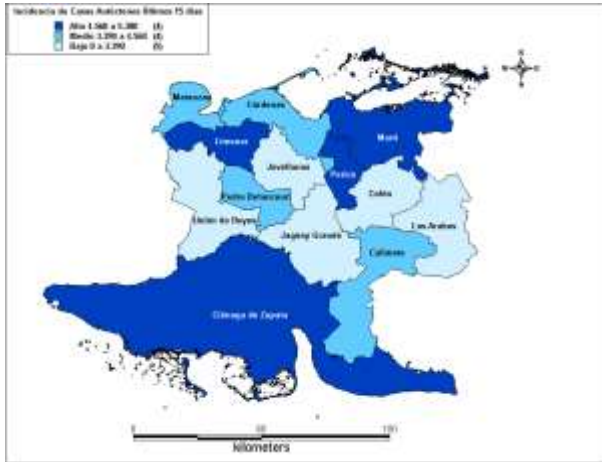 Incidencia de Casos Autóctonos Últimos 15 días
Alto 4.560 a 5.380 (4)
Medio 3.290 a 4.560 (4)
Bajo 0 a 3.290 (5)
Matanzas
Cárdenas
Limonar
Martí
Jovellanos
Perico
Pedro Betancourt
Colón
Unión de Reyes
Jagüey Grande
Los Arabos
Calimete
Ciénaga de Zapata
0 50 100
kilometers